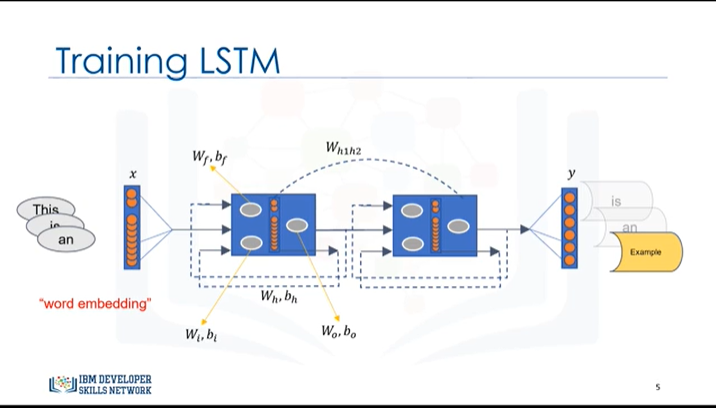 Training LSTM
W_h1h2
W_f, b_f
x
y
This
is
an
is
an
Example
"word embedding"
W_h, b_h
W_i, b_i
W_o, b_o
IBM DEVELOPER
SKILLS NETWORK
5